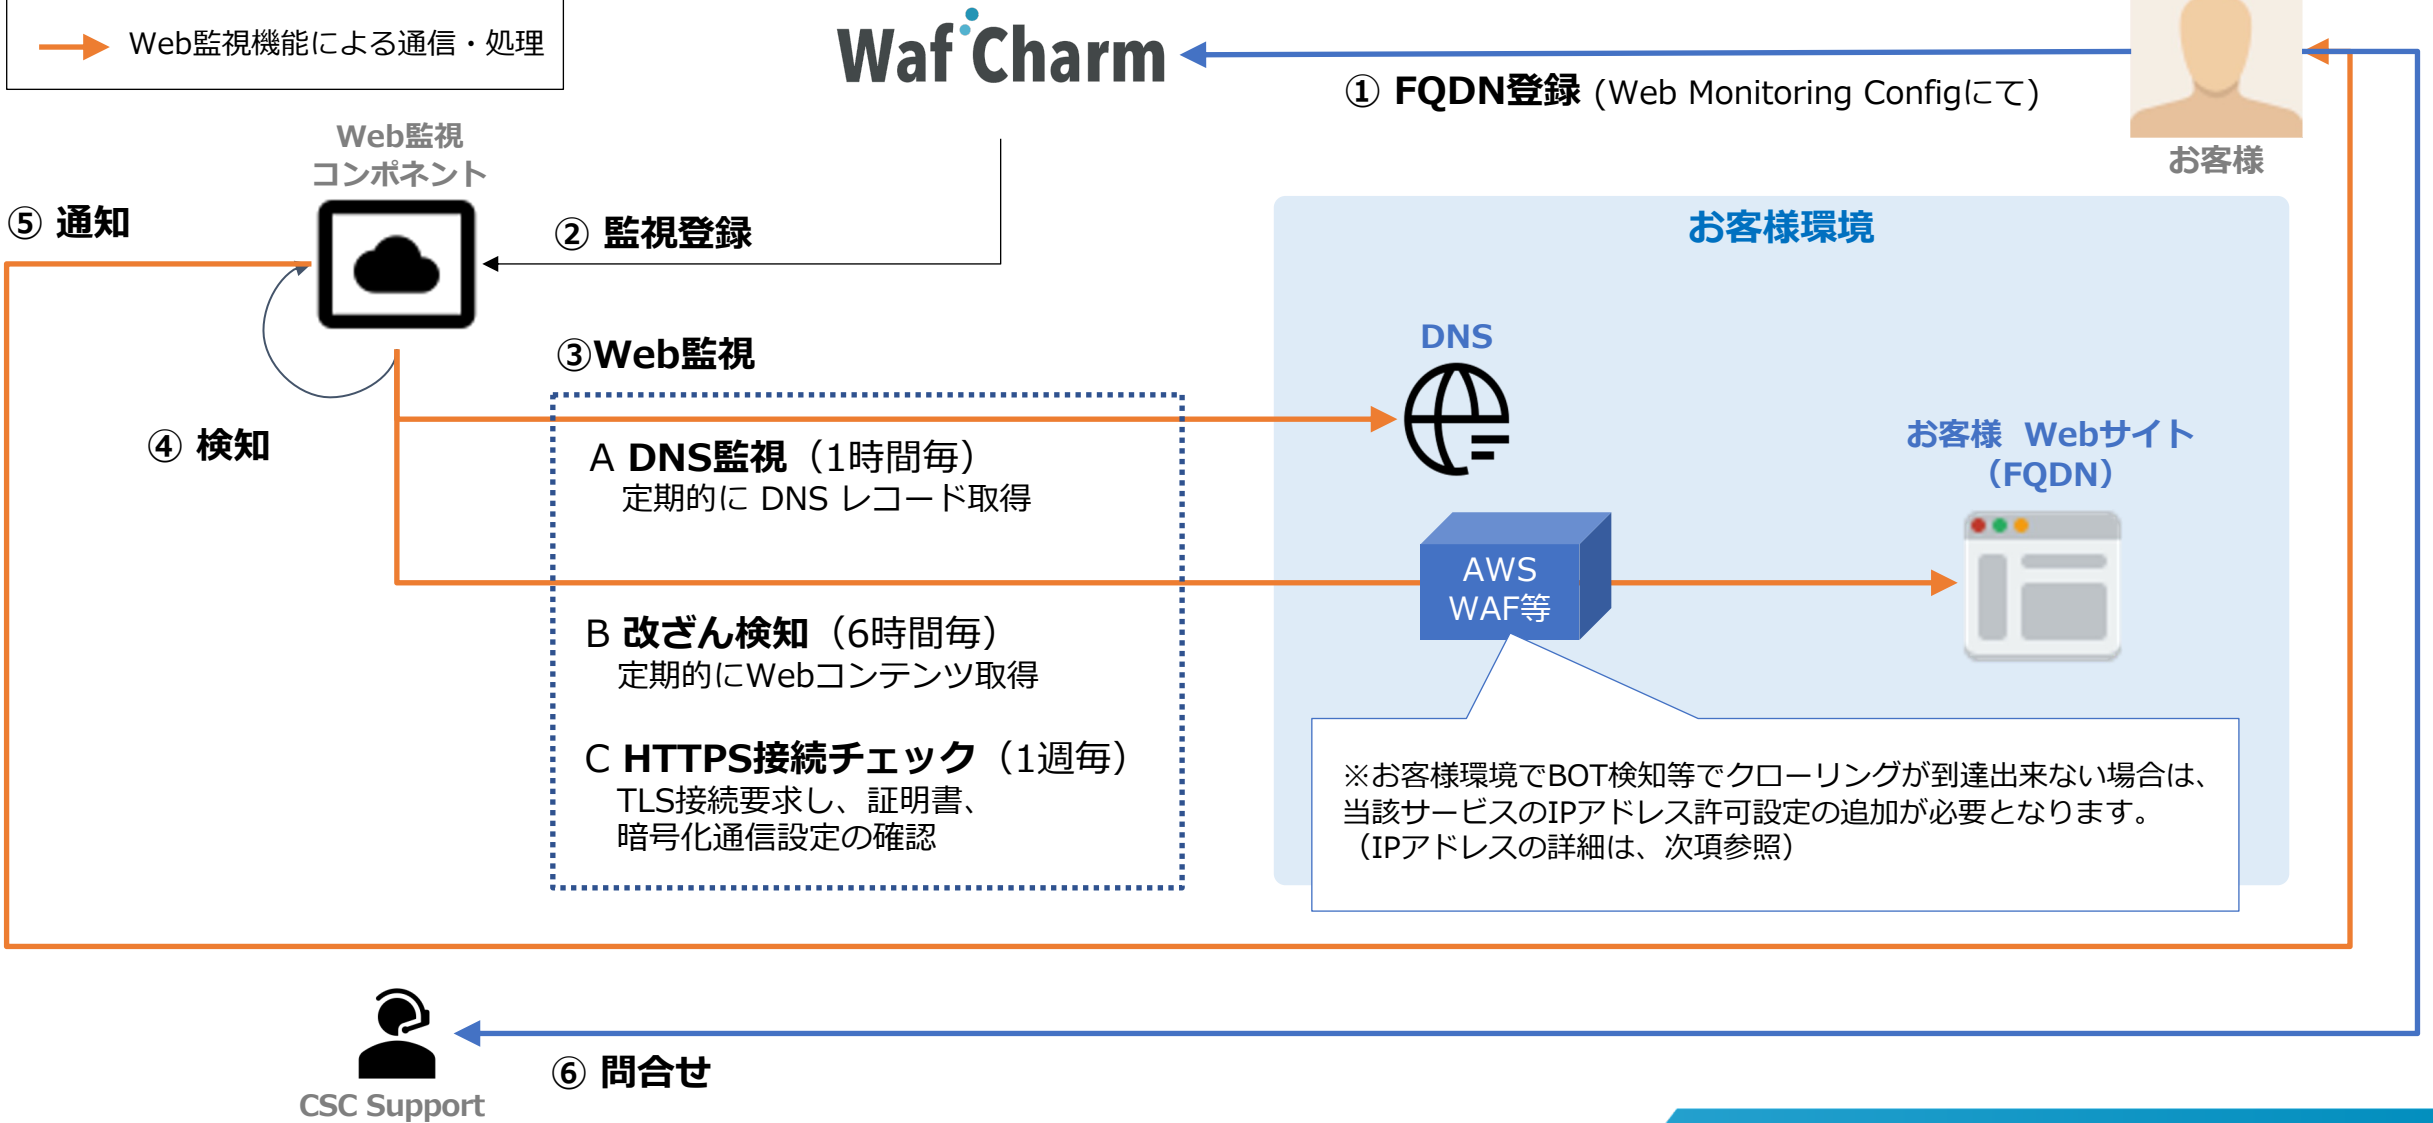 Web監視機能による通信・処理
WafCharm
① FQDN登録 (Web Monitoring Configにて)
お客様
Web監視
コンポネント
⑤ 通知
② 監視登録
お客様環境
③Web監視
DNS
④ 検知
A DNS監視（1時間毎）
定期的に DNS レコード取得
お客様 Webサイト
（FQDN）
AWS
WAF等
B 改ざん検知（6時間毎）
定期的にWebコンテンツ取得
C HTTPS接続チェック（1週毎）
TLS接続要求し、証明書、
暗号化通信設定の確認
※お客様環境でBOT検知等でクローリングが到達出来ない場合は、
当該サービスのIPアドレス許可設定の追加が必要となります。
（IPアドレスの詳細は、次項参照）
⑥ 問合せ
CSC Support